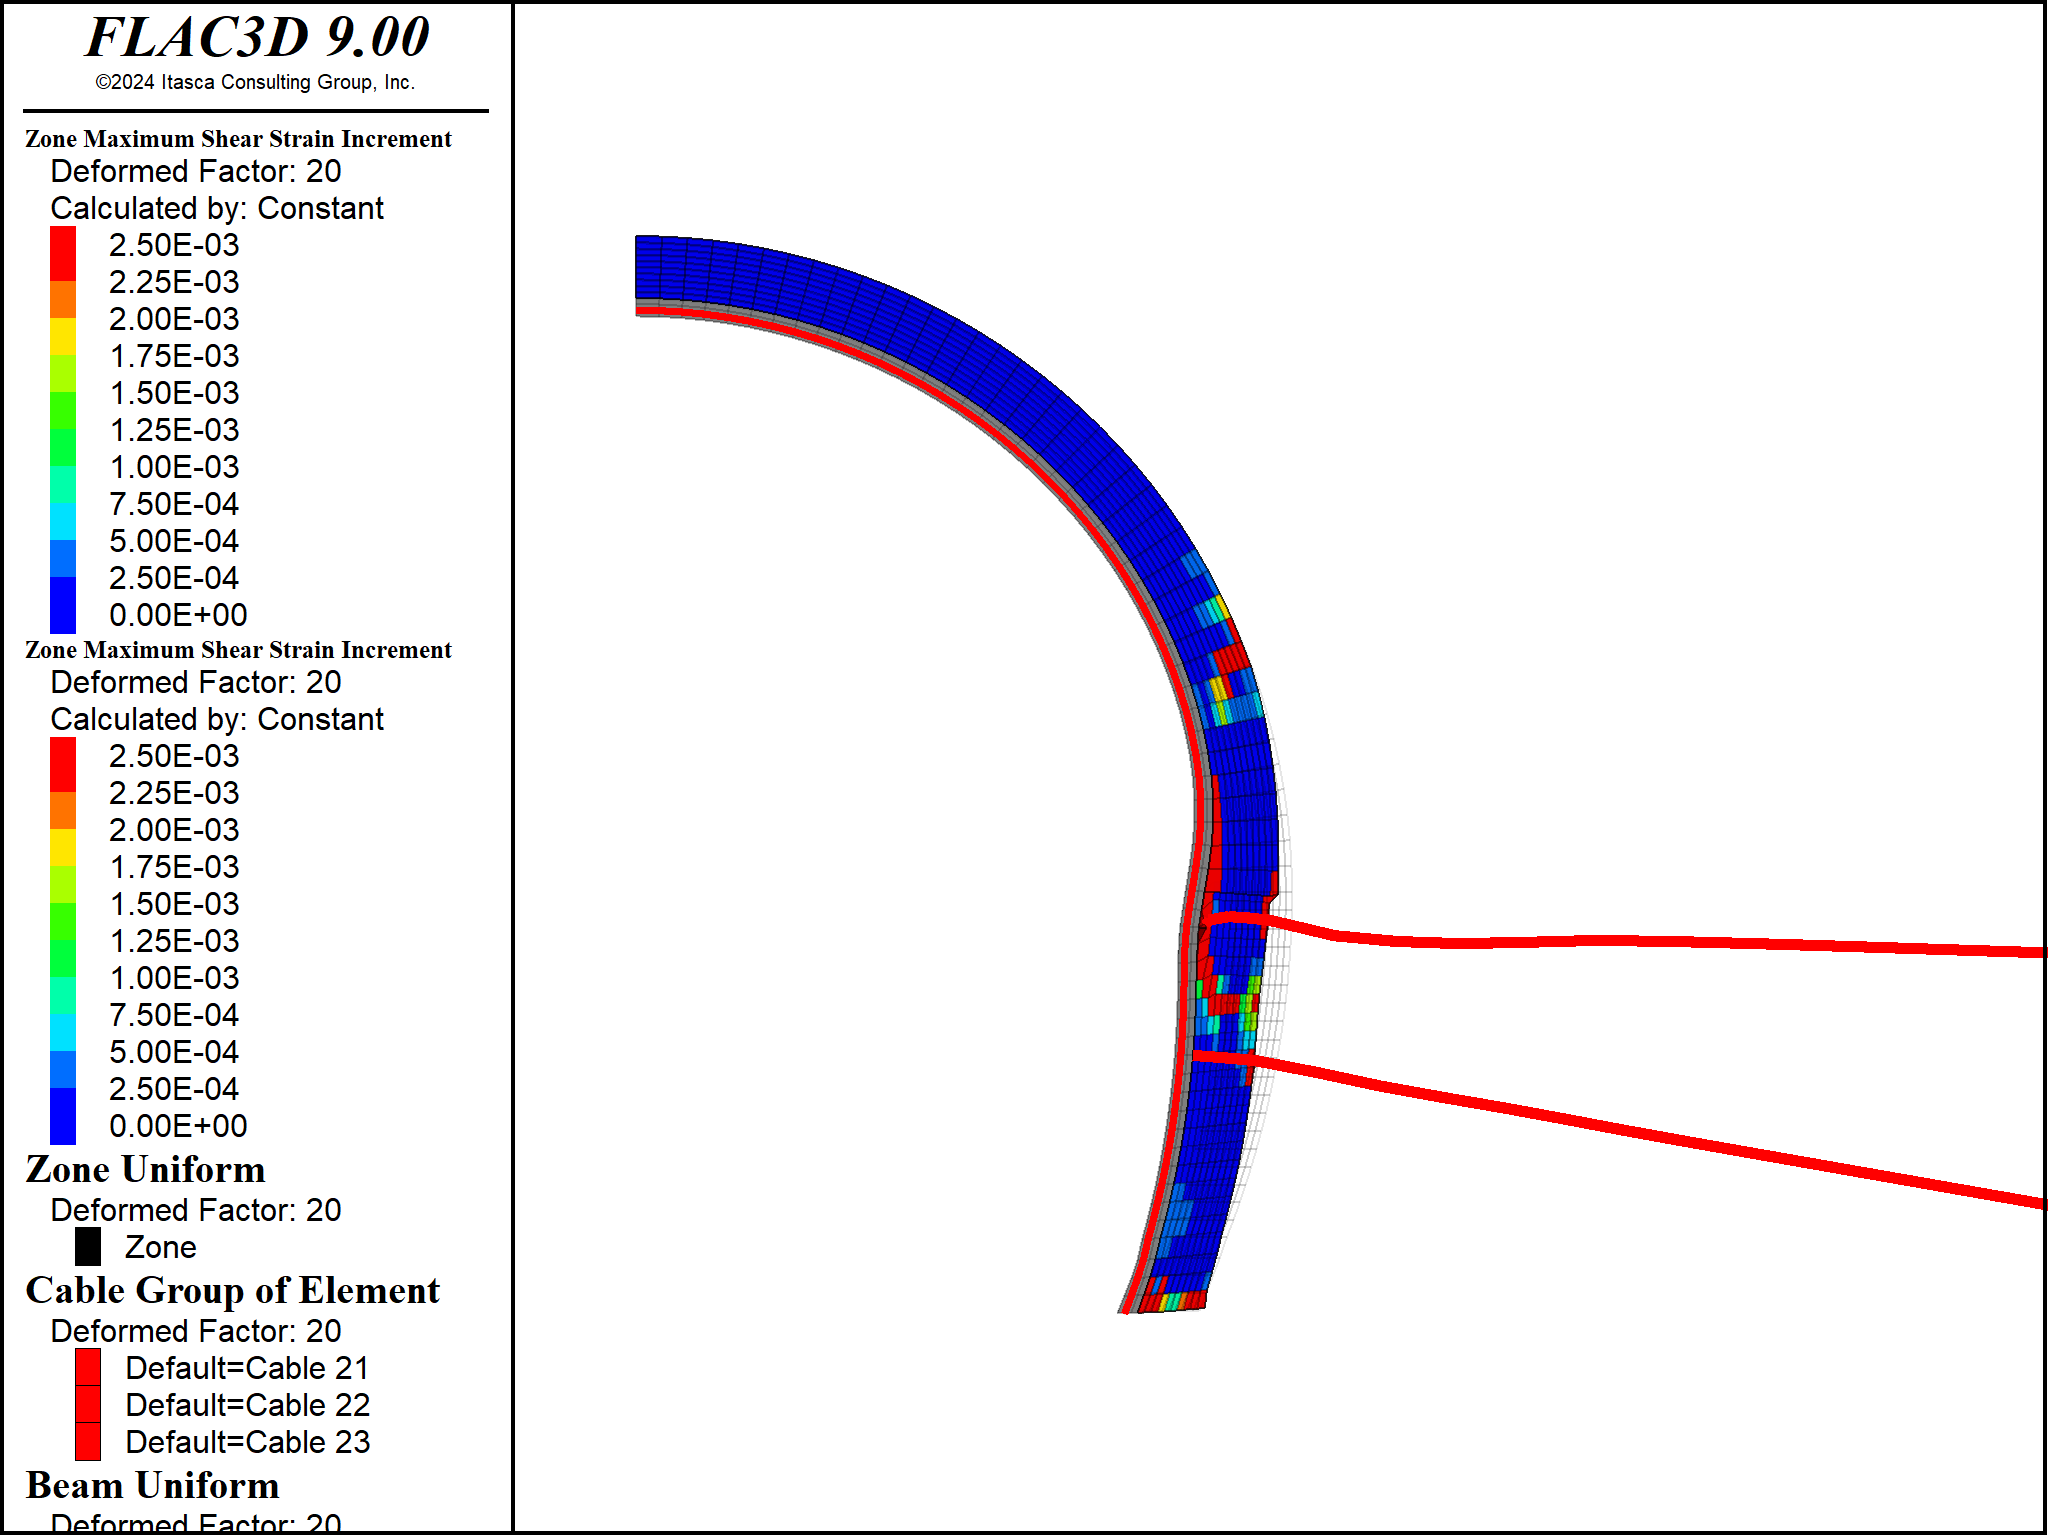 FLAC3D 9.00
©2024 Itasca Consulting Group, Inc.
Zone Maximum Shear Strain Increment
Deformed Factor: 20
Calculated by: Constant
2.50E-03
2.25E-03
2.00E-03
1.75E-03
1.50E-03
1.25E-03
1.00E-03
7.50E-04
5.00E-04
2.50E-04
0.00E+00
Zone Maximum Shear Strain Increment
Deformed Factor: 20
Calculated by: Constant
2.50E-03
2.25E-03
2.00E-03
1.75E-03
1.50E-03
1.25E-03
1.00E-03
7.50E-04
5.00E-04
2.50E-04
0.00E+00
Zone Uniform
Deformed Factor: 20
Zone
Cable Group of Element
Deformed Factor: 20
Default=Cable 21
Default=Cable 22
Default=Cable 23
Beam Uniform
Deformed Factor: 20